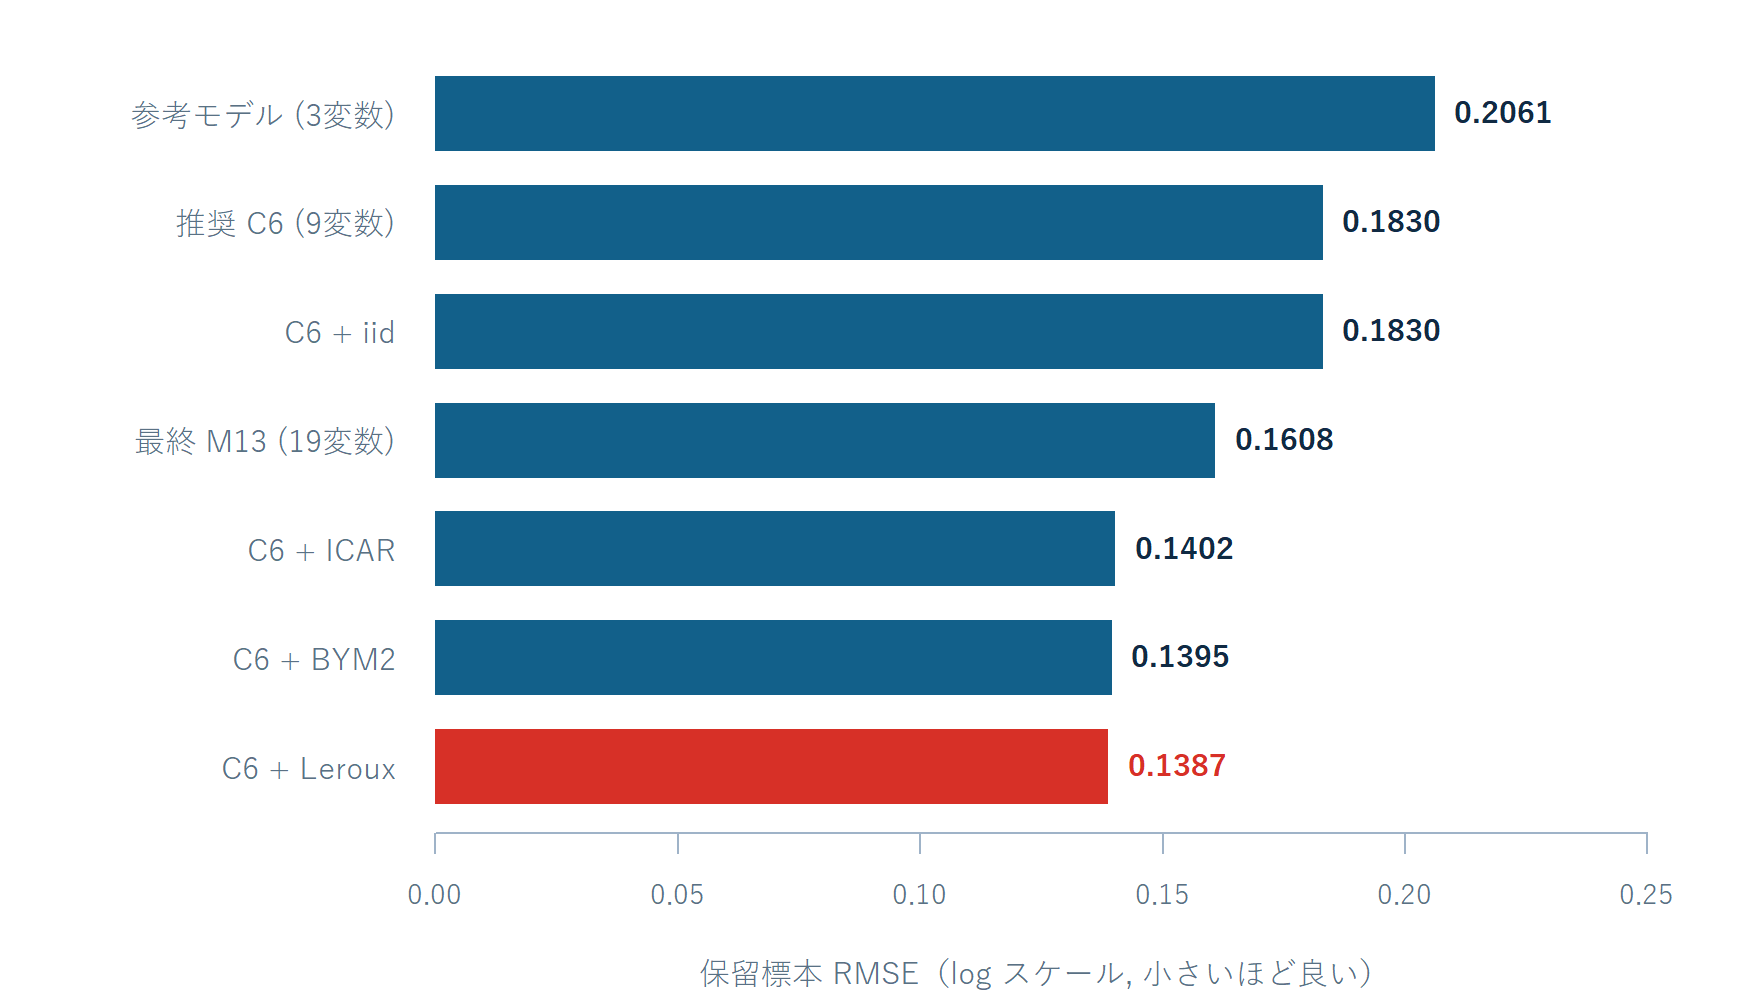 参考モデル (3変数) 0.2061
推奨 C6 (9変数) 0.1830
C6 + iid 0.1830
最終 M13 (19変数) 0.1608
C6 + ICAR 0.1402
C6 + BYM2 0.1395
C6 + Leroux 0.1387
0.00 0.05 0.10 0.15 0.20 0.25
保留標本 RMSE（log スケール, 小さいほど良い）